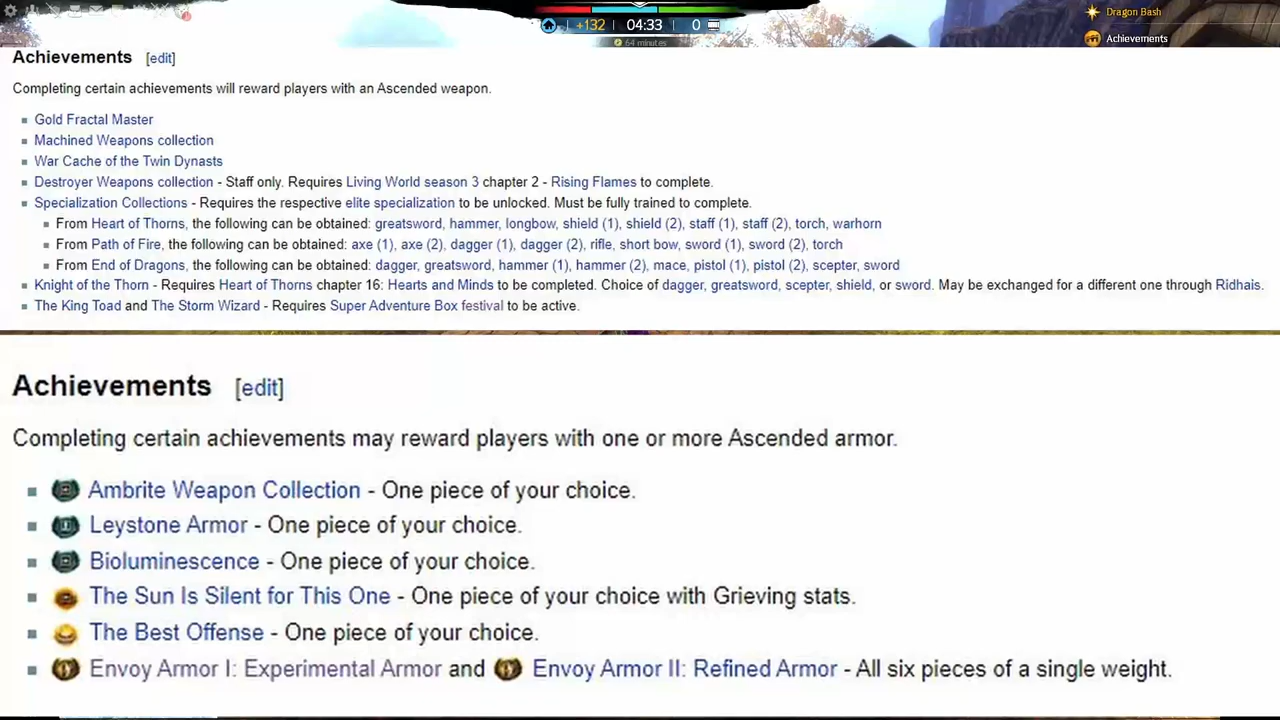 +132 04:33 0
64 minutes
Dragon Bash
Achievements
Achievements [edit]
Completing certain achievements will reward players with an Ascended weapon.
Gold Fractal Master
Machined Weapons collection
War Cache of the Twin Dynasts
Destroyer Weapons collection - Staff only. Requires Living World season 3 chapter 2 - Rising Flames to complete.
Specialization Collections - Requires the respective elite specialization to be unlocked. Must be fully trained to complete.
From Heart of Thorns, the following can be obtained: greatsword, hammer, longbow, shield (1), shield (2), staff (1), staff (2), torch, warhorn
From Path of Fire, the following can be obtained: axe (1), axe (2), dagger (1), dagger (2), rifle, short bow, sword (1), sword (2), torch
From End of Dragons, the following can be obtained: dagger, greatsword, hammer (1), hammer (2), mace, pistol (1), pistol (2), scepter, sword
Knight of the Thorn - Requires Heart of Thorns chapter 16: Hearts and Minds to be completed. Choice of dagger, greatsword, scepter, shield, or sword. May be exchanged for a different one through Ridhais.
The King Toad and The Storm Wizard - Requires Super Adventure Box festival to be active.
Achievements [edit]
Completing certain achievements may reward players with one or more Ascended armor.
Ambrite Weapon Collection - One piece of your choice.
Leystone Armor - One piece of your choice.
Bioluminescence - One piece of your choice.
The Sun Is Silent for This One - One piece of your choice with Grieving stats.
The Best Offense - One piece of your choice.
Envoy Armor I: Experimental Armor and Envoy Armor II: Refined Armor - All six pieces of a single weight.